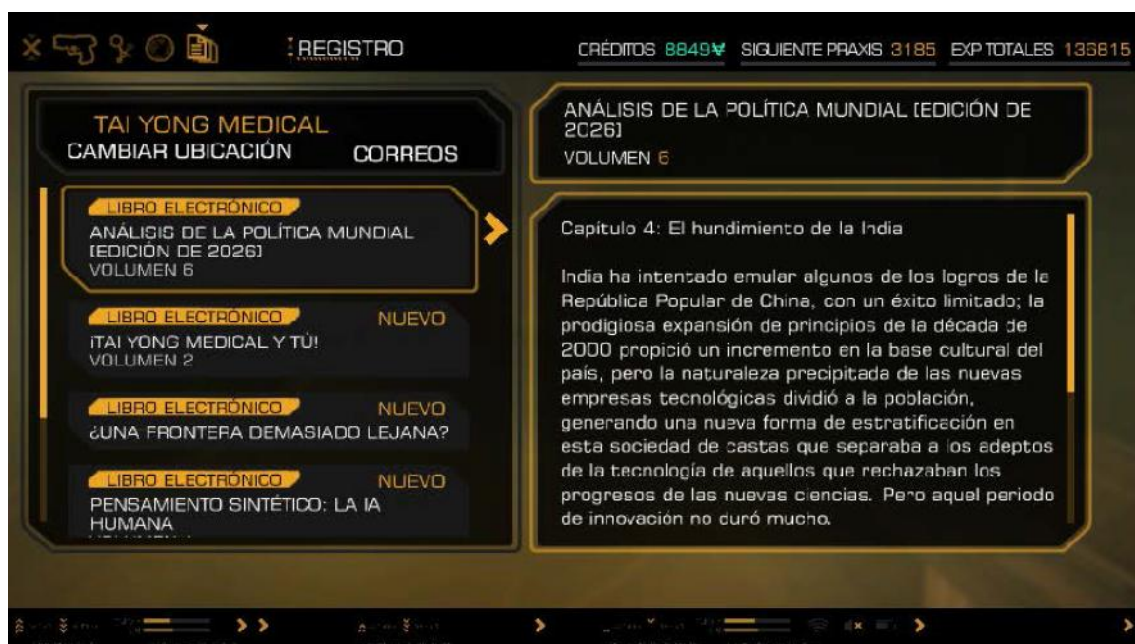 REGISTRO
CRÉDITOS 8849 SIGUIENTE PRAXIS 3185 EXP TOTALES 136815
TAI YONG MEDICAL
CAMBIAR UBICACIÓN CORREOS
LIBRO ELECTRÓNICO
ANÁLISIS DE LA POLÍTICA MUNDIAL
[EDICIÓN DE 2026]
VOLUMEN 6
LIBRO ELECTRÓNICO NUEVO
¡TAI YONG MEDICAL Y TÚ!
VOLUMEN 2
LIBRO ELECTRÓNICO NUEVO
¿UNA FRONTERA DEMASIADO LEJANA?
LIBRO ELECTRÓNICO NUEVO
PENSAMIENTO SINTÉTICO: LA IA
HUMANA
ANÁLISIS DE LA POLÍTICA MUNDIAL [EDICIÓN DE
2026]
VOLUMEN 6
Capítulo 4: El hundimiento de la India
India ha intentado emular algunos de los logros de la
República Popular de China, con un éxito limitado; la
prodigiosa expansión de principios de la década de
2000 propició un incremento en la base cultural del
país, pero la naturaleza precipitada de las nuevas
empresas tecnológicas dividió a la población,
generando una nueva forma de estratificación en
esta sociedad de castas que separaba a los adeptos
de la tecnología de aquellos que rechazaban los
progresos de las nuevas ciencias. Pero aquel periodo
de innovación no duró mucho.